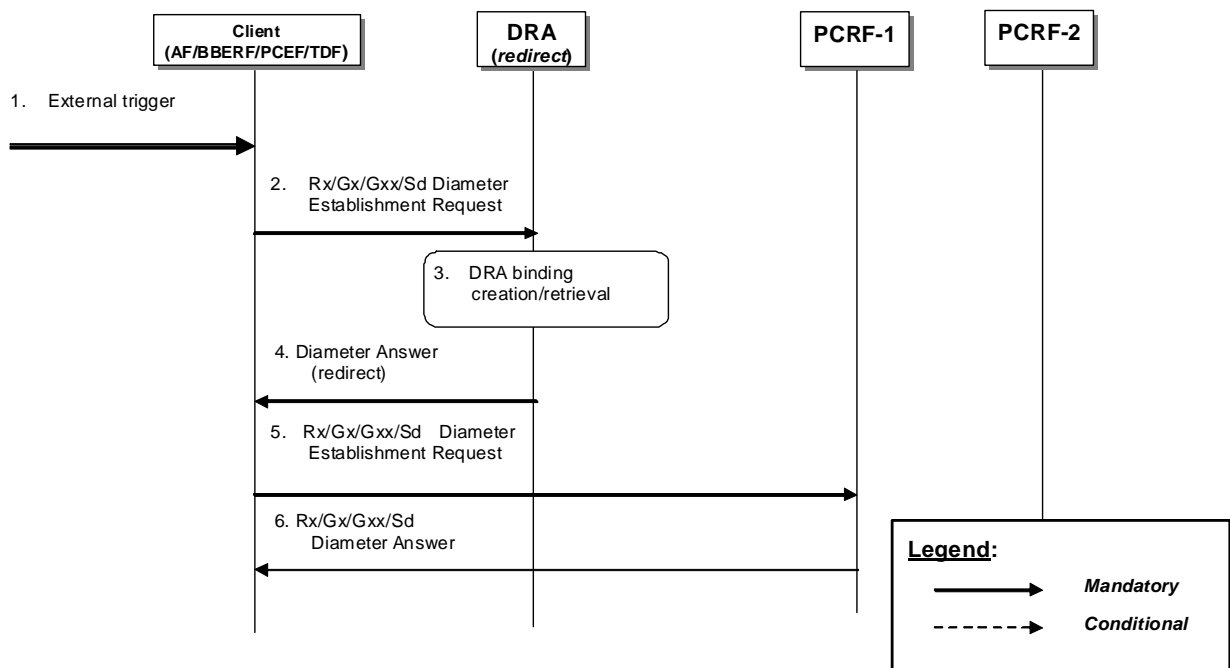 Client
(AF/BBERF/PCEF/TDF)
DRA
(redirect)
PCRF-1
PCRF-2
1. External trigger
2. Rx/Gx/Gxx/Sd Diameter
Establishment Request
3. DRA binding
creation/retrieval
4. Diameter Answer
(redirect)
5. Rx/Gx/Gxx/Sd Diameter
Establishment Request
6. Rx/Gx/Gxx/Sd
Diameter Answer
Legend:
Mandatory
Conditional